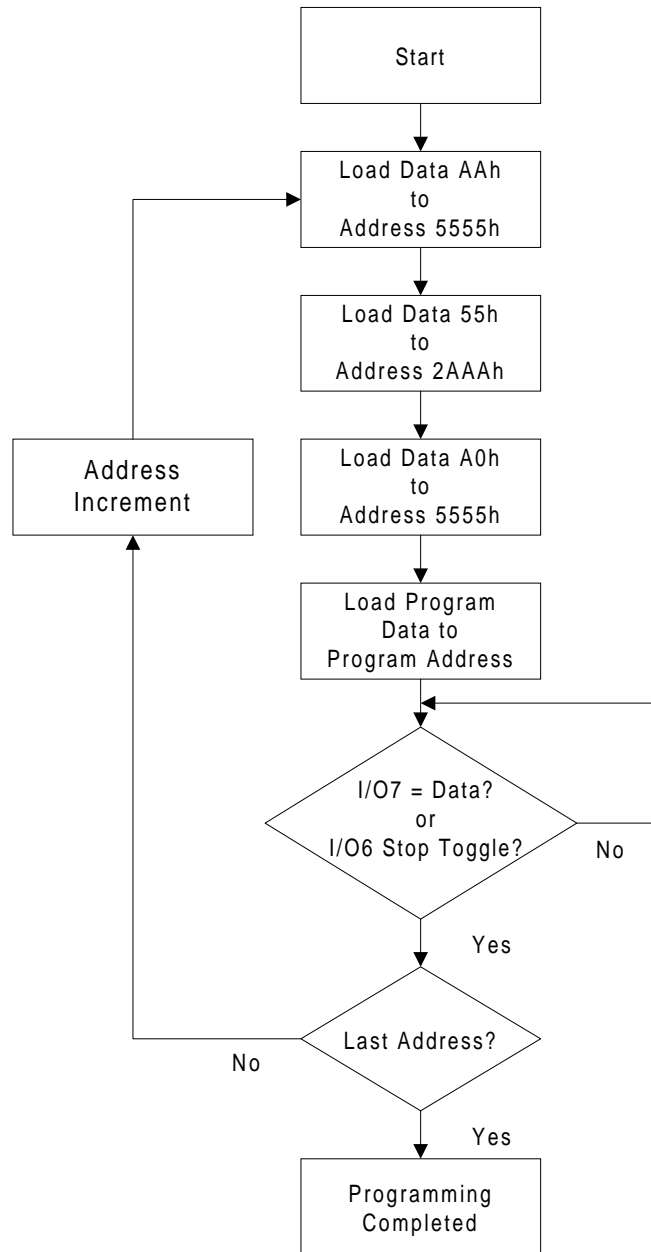 Start
Load Data AAh
to
Address 5555h
Load Data 55h
to
Address 2AAAh
Address
Increment
Load Data A0h
to
Address 5555h
Load Program
Data to
Program Address
I/O7 = Data?
or
I/O6 Stop Toggle?
No
Yes
Last Address?
No
Yes
Programming
Completed